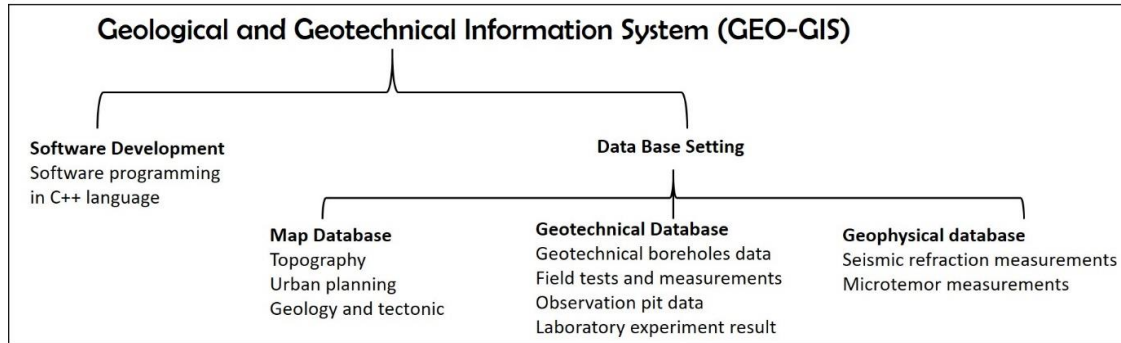 Geological and Geotechnical Information System (GEO-GIS)
Software Development
Software programming
in C++ language
Data Base Setting
Map Database
Topography
Urban planning
Geology and tectonic
Geotechnical Database
Geotechnical boreholes data
Field tests and measurements
Observation pit data
Laboratory experiment result
Geophysical database
Seismic refraction measurements
Microtemor measurements